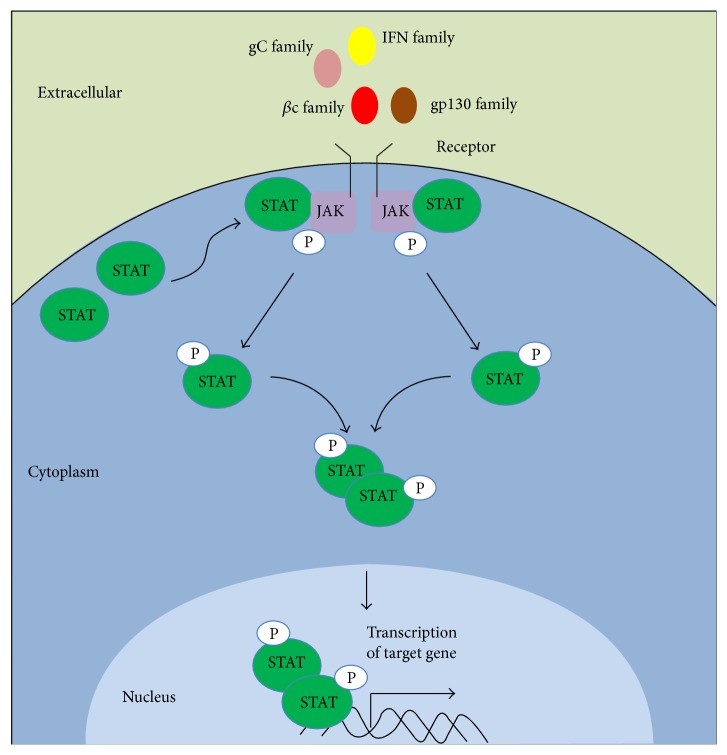 gC family
IFN family
Extracellular
βc family
gp130 family
Receptor
STAT
JAK
JAK
STAT
P
P
STAT
STAT
P
STAT
P
STAT
P
STAT
STAT
P
Cytoplasm
P
STAT
P
STAT
Transcription
of target gene
Nucleus